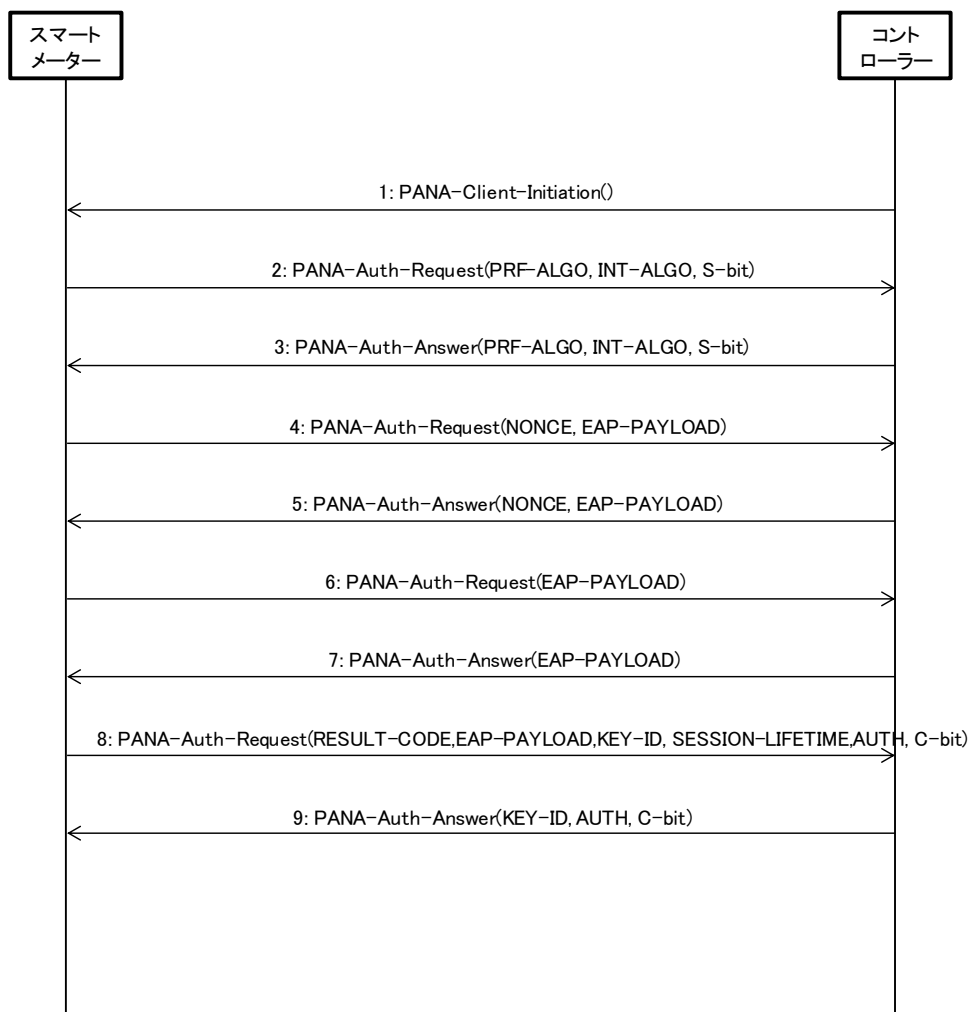 スマート
メーター
コント
ローラー
1: PANA-Client-Initiation()
2: PANA-Auth-Request(PRF-ALGO, INT-ALGO, S-bit)
3: PANA-Auth-Answer(PRF-ALGO, INT-ALGO, S-bit)
4: PANA-Auth-Request(NONCE, EAP-PAYLOAD)
5: PANA-Auth-Answer(NONCE, EAP-PAYLOAD)
6: PANA-Auth-Request(EAP-PAYLOAD)
7: PANA-Auth-Answer(EAP-PAYLOAD)
8: PANA-Auth-Request(RESULT-CODE,EAP-PAYLOAD,KEY-ID, SESSION-LIFETIME,AUTH, C-bit)
9: PANA-Auth-Answer(KEY-ID, AUTH, C-bit)